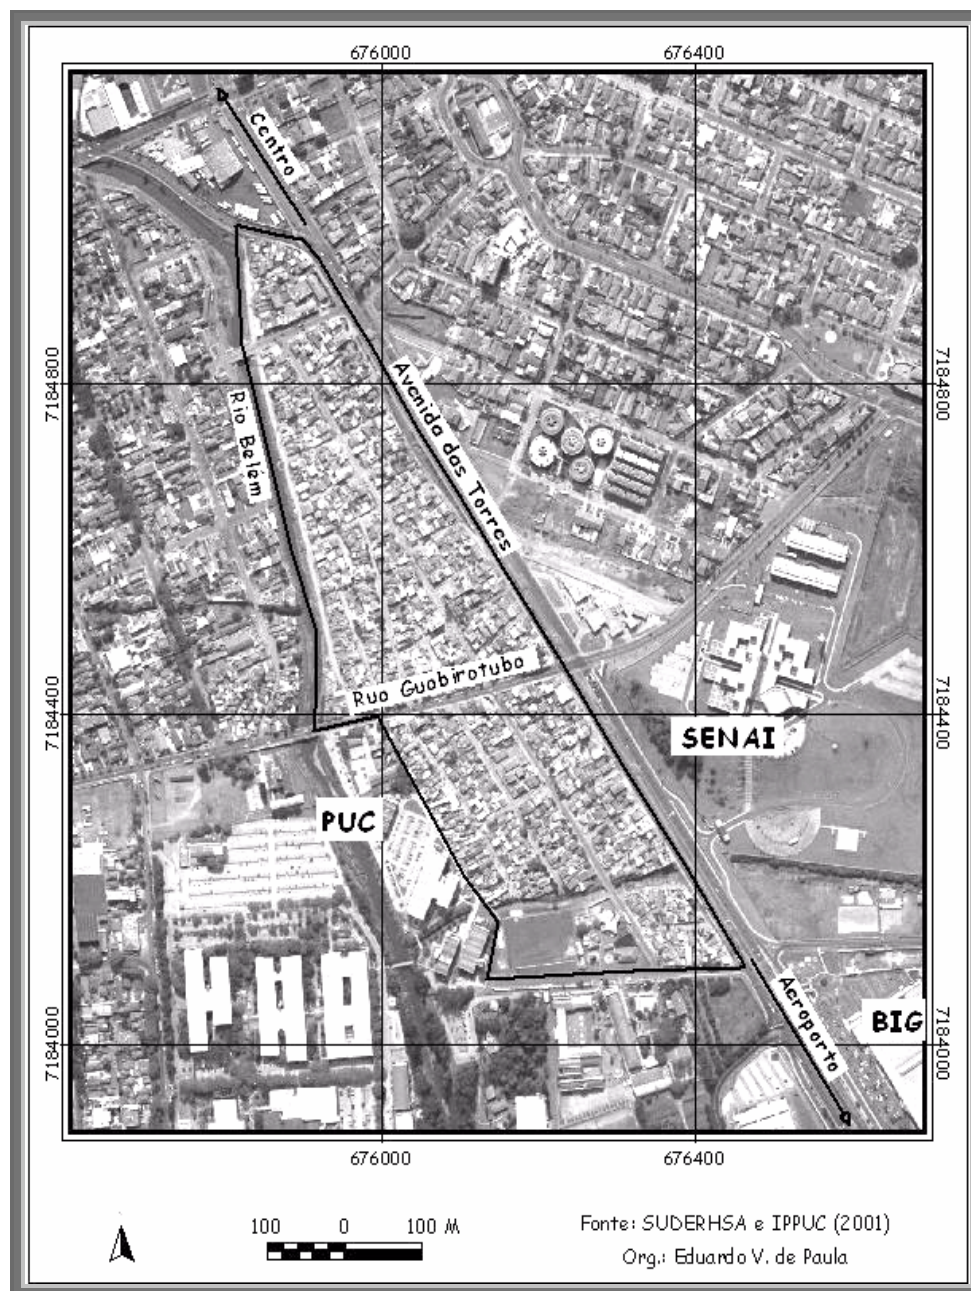 676000
676400
Centro
7184800
7184800
Avenida das Torres
Rio Belém
Rua Guabirotuba
7184400
7184400
SENAI
PUC
Aeroporto
BIG
7184000
7184000
676000
676400
100 0 100 M
Fonte: SUDERHSA e IPPUC (2001)
Org.: Eduardo V. de Paula